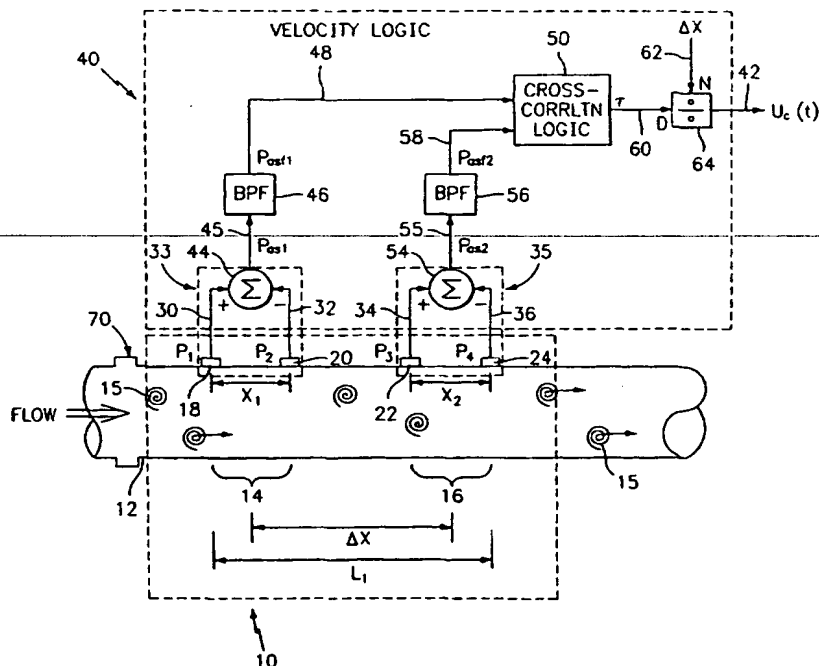 VELOCITY LOGIC
40
48
50
62
ΔX
42
CROSS-
CORRLTN
LOGIC
τ
60
D
N
÷
64
Uc (t)
58
Pasf1
Pasf2
BPF
46
BPF
56
45
Pas1
55
Pas2
33
44
Σ
54
Σ
35
30
+
−
32
34
+
−
36
70
P1
P2
20
P3
P4
24
15
18
X1
22
X2
FLOW
12
14
16
15
ΔX
L1
10